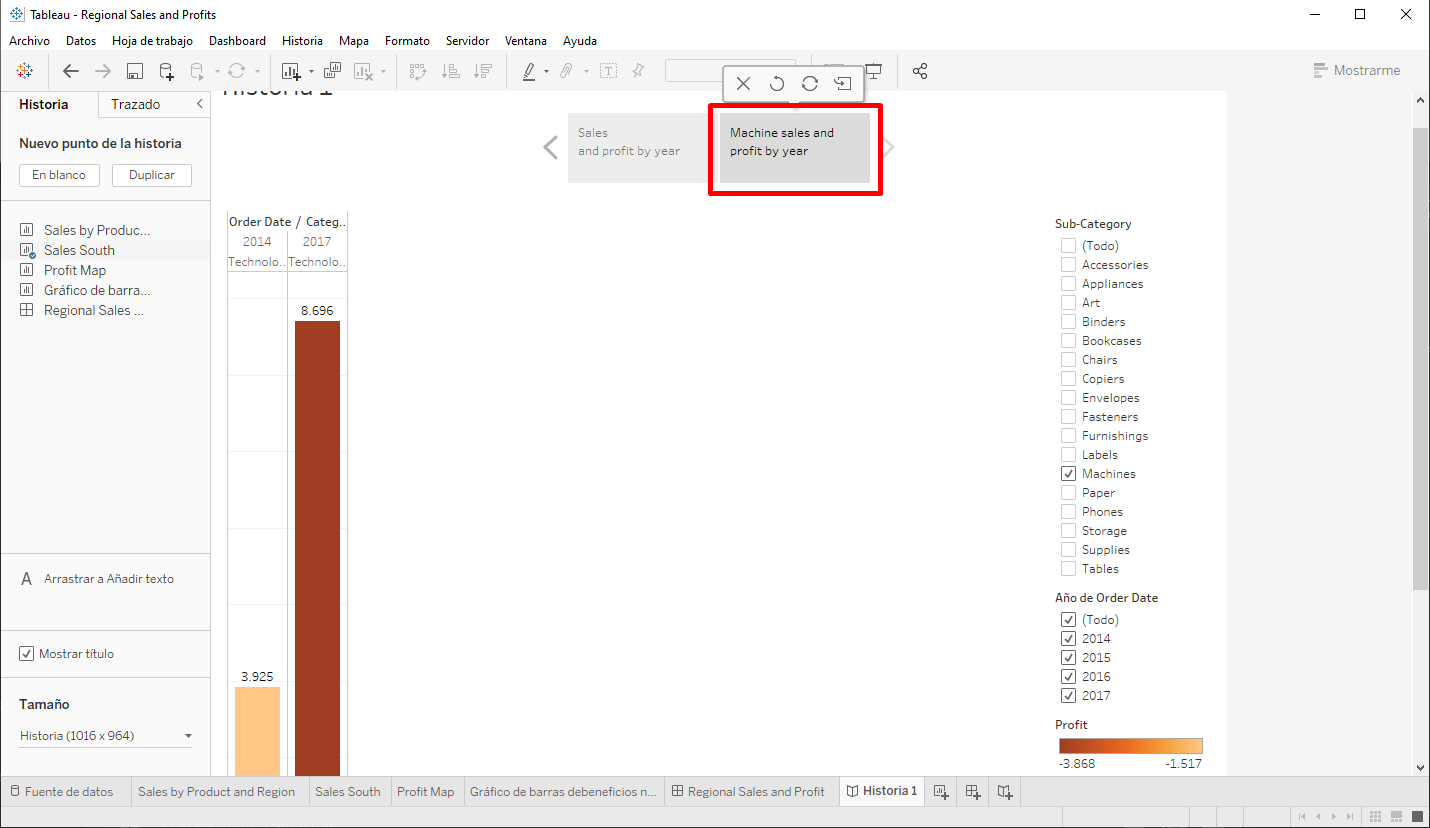 Tableau - Regional Sales and Profits
Archivo Datos Hoja de trabajo Dashboard Historia Mapa Formato Servidor Ventana Ayuda
Mostrarme
Historia Trazado
Nuevo punto de la historia
En blanco Duplicar
Sales by Produc...
Sales South
Profit Map
Gráfico de barra...
Regional Sales ...
A Arrastrar a Añadir texto
Mostrar título
Tamaño
Historia (1016 x 964)
Historia 1
Sales
and profit by year
Machine sales and
profit by year
Order Date / Categ..
2014 2017
Technolo.. Technolo..
8.696
3.925
Sub-Category
(Todo)
Accessories
Appliances
Art
Binders
Bookcases
Chairs
Copiers
Envelopes
Fasteners
Furnishings
Labels
Machines
Paper
Phones
Storage
Supplies
Tables
Año de Order Date
(Todo)
2014
2015
2016
2017
Profit
-3.868 -1.517
Fuente de datos Sales by Product and Region Sales South Profit Map Gráfico de barras debeneficios n... Regional Sales and Profit Historia 1